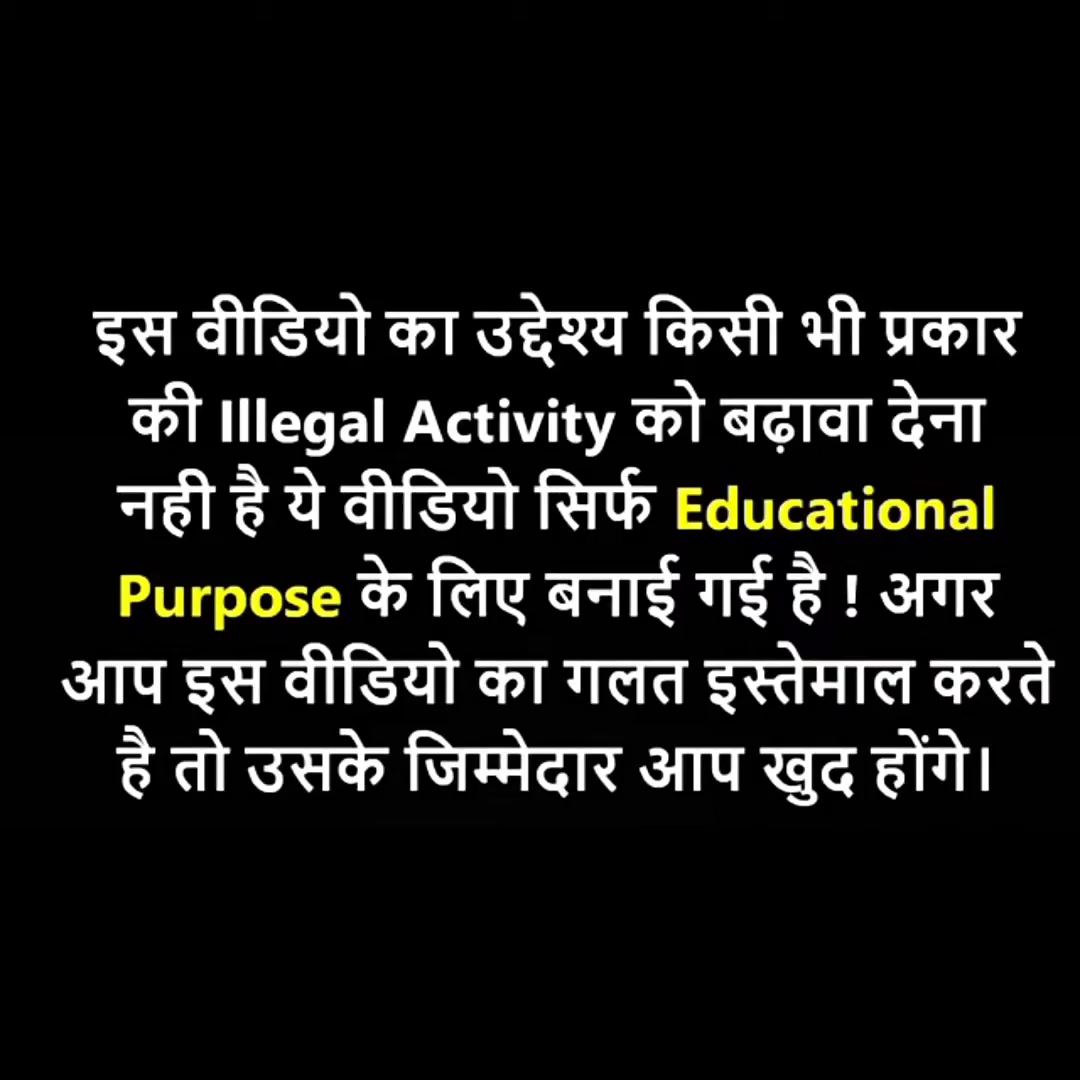 इस वीडियो का उद्देश्य किसी भी प्रकार
की Illegal Activity को बढ़ावा देना
नही है ये वीडियो सिर्फ Educational
Purpose के लिए बनाई गई है ! अगर
आप इस वीडियो का गलत इस्तेमाल करते
है तो उसके जिम्मेदार आप खुद होंगे।